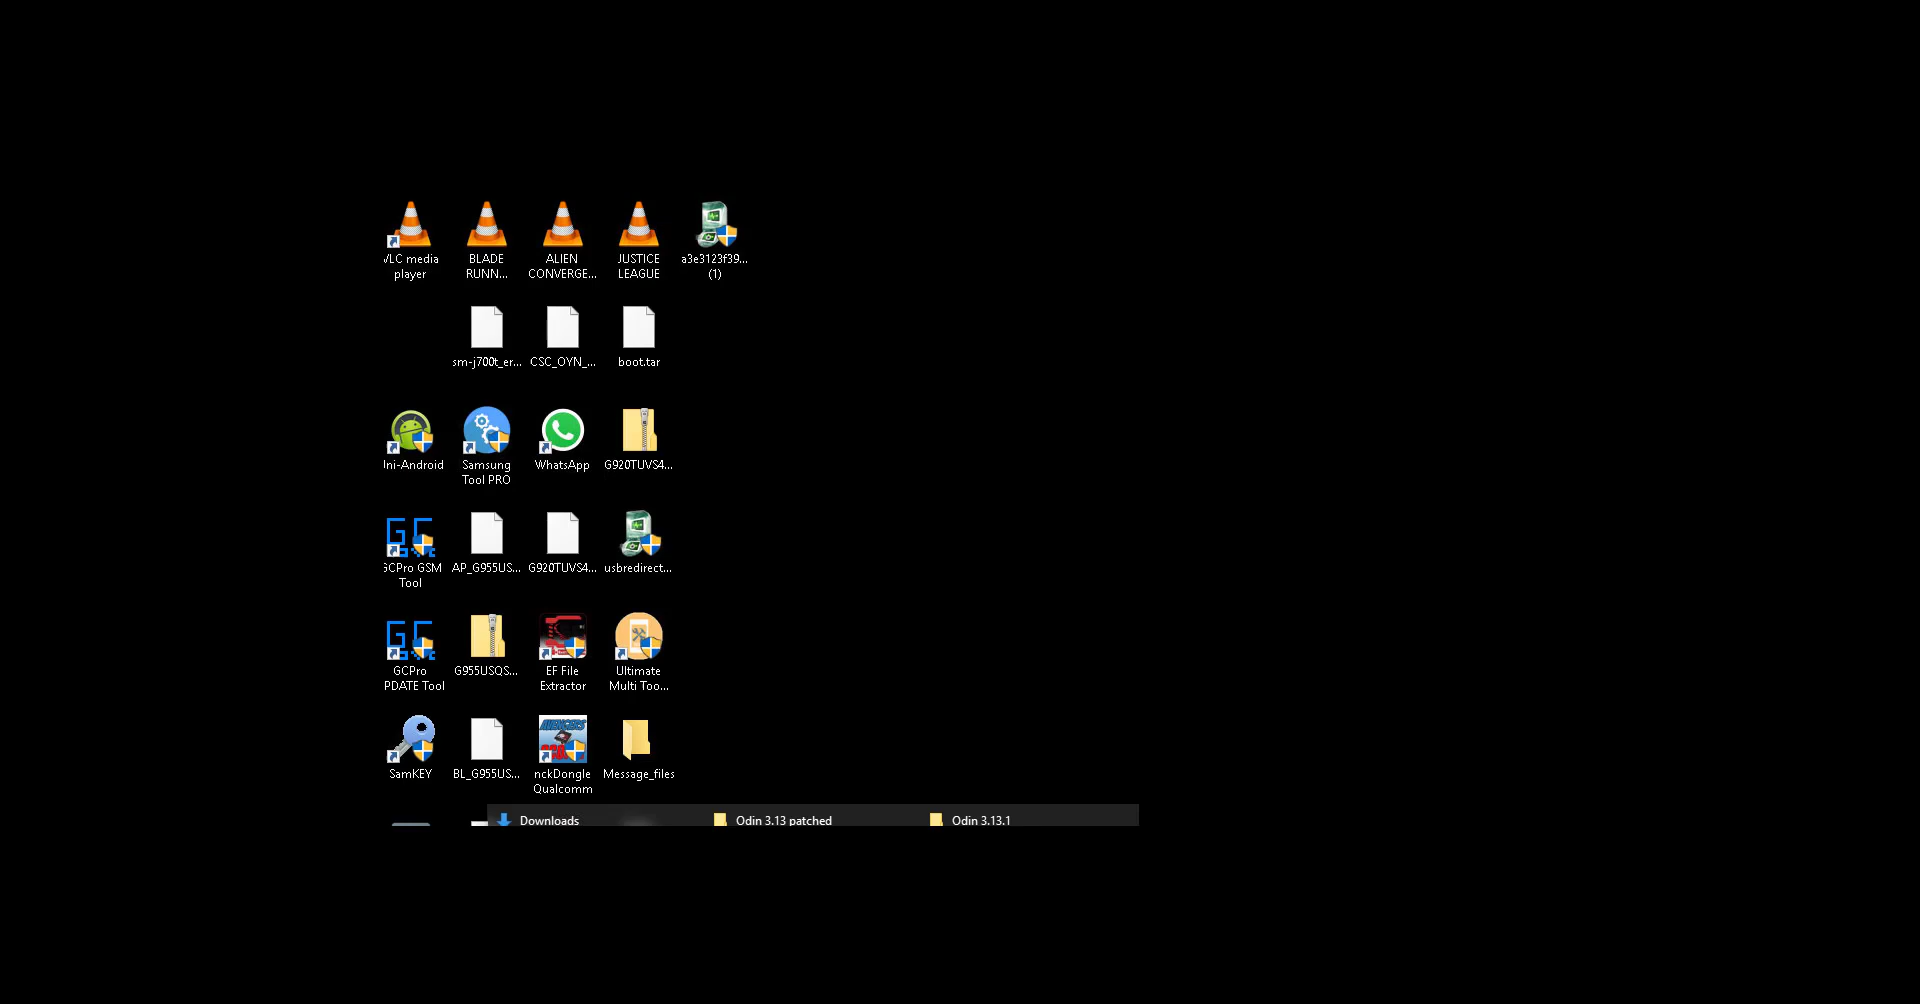 VLC media
player
BLADE
RUNN...
ALIEN
CONVERGE...
JUSTICE
LEAGUE
a3e3123f39...
(1)
sm-j700t_er...
CSC_OYN_...
boot.tar
Uni-Android
Samsung
Tool PRO
WhatsApp
G920TUVS4...
GCPro GSM
Tool
AP_G955US...
G920TUVS4...
usbredirect...
GCPro
PDATE Tool
G955USQS...
EF File
Extractor
Ultimate
Multi Too...
SamKEY
BL_G955US...
AVENGERS
nckDongle
Qualcomm
Message_files
Downloads
Odin 3.13 patched
Odin 3.13.1